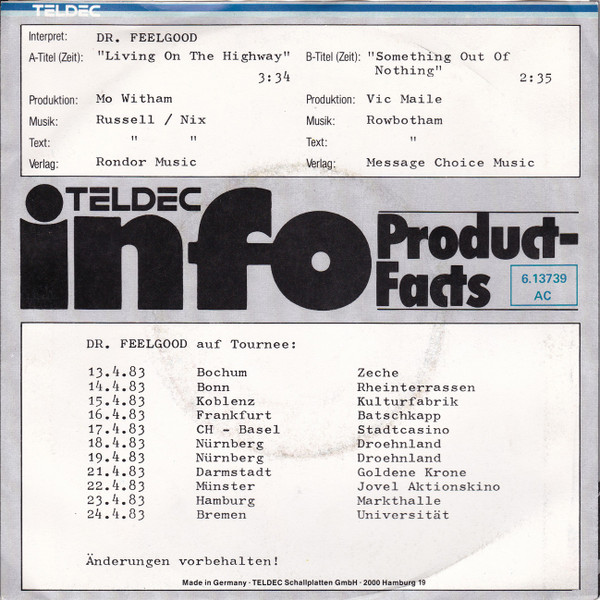 TELDEC
Interpret: DR. FEELGOOD
A-Titel (Zeit): "Living On The Highway"
3:34
B-Titel (Zeit): "Something Out Of
Nothing" 2:35
Produktion: Mo Witham
Produktion: Vic Maile
Musik: Russell / Nix
Musik: Rowbotham
Text: " "
Text: "
Verlag: Rondor Music
Verlag: Message Choice Music
TELDEC
info
Product-
Facts
6.13739
AC
DR. FEELGOOD auf Tournee:
13.4.83 Bochum Zeche
14.4.83 Bonn Rheinterrassen
15.4.83 Koblenz Kulturfabrik
16.4.83 Frankfurt Batschkapp
17.4.83 CH - Basel Stadtcasino
18.4.83 Nürnberg Droehnland
19.4.83 Nürnberg Droehnland
21.4.83 Darmstadt Goldene Krone
22.4.83 Münster Jovel Aktionskino
23.4.83 Hamburg Markthalle
24.4.83 Bremen Universität
Änderungen vorbehalten!
Made in Germany · TELDEC Schallplatten GmbH · 2000 Hamburg 19